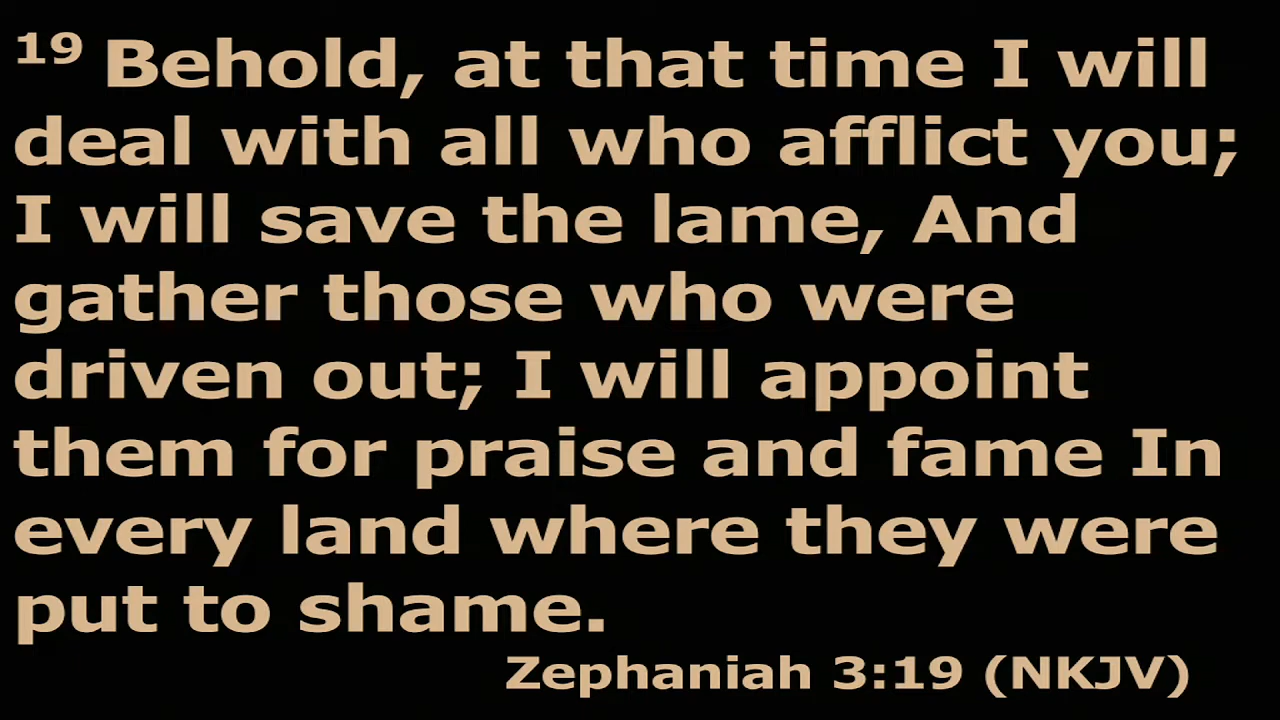 19 Behold, at that time I will
deal with all who afflict you;
I will save the lame, And
gather those who were
driven out; I will appoint
them for praise and fame In
every land where they were
put to shame.
Zephaniah 3:19 (NKJV)